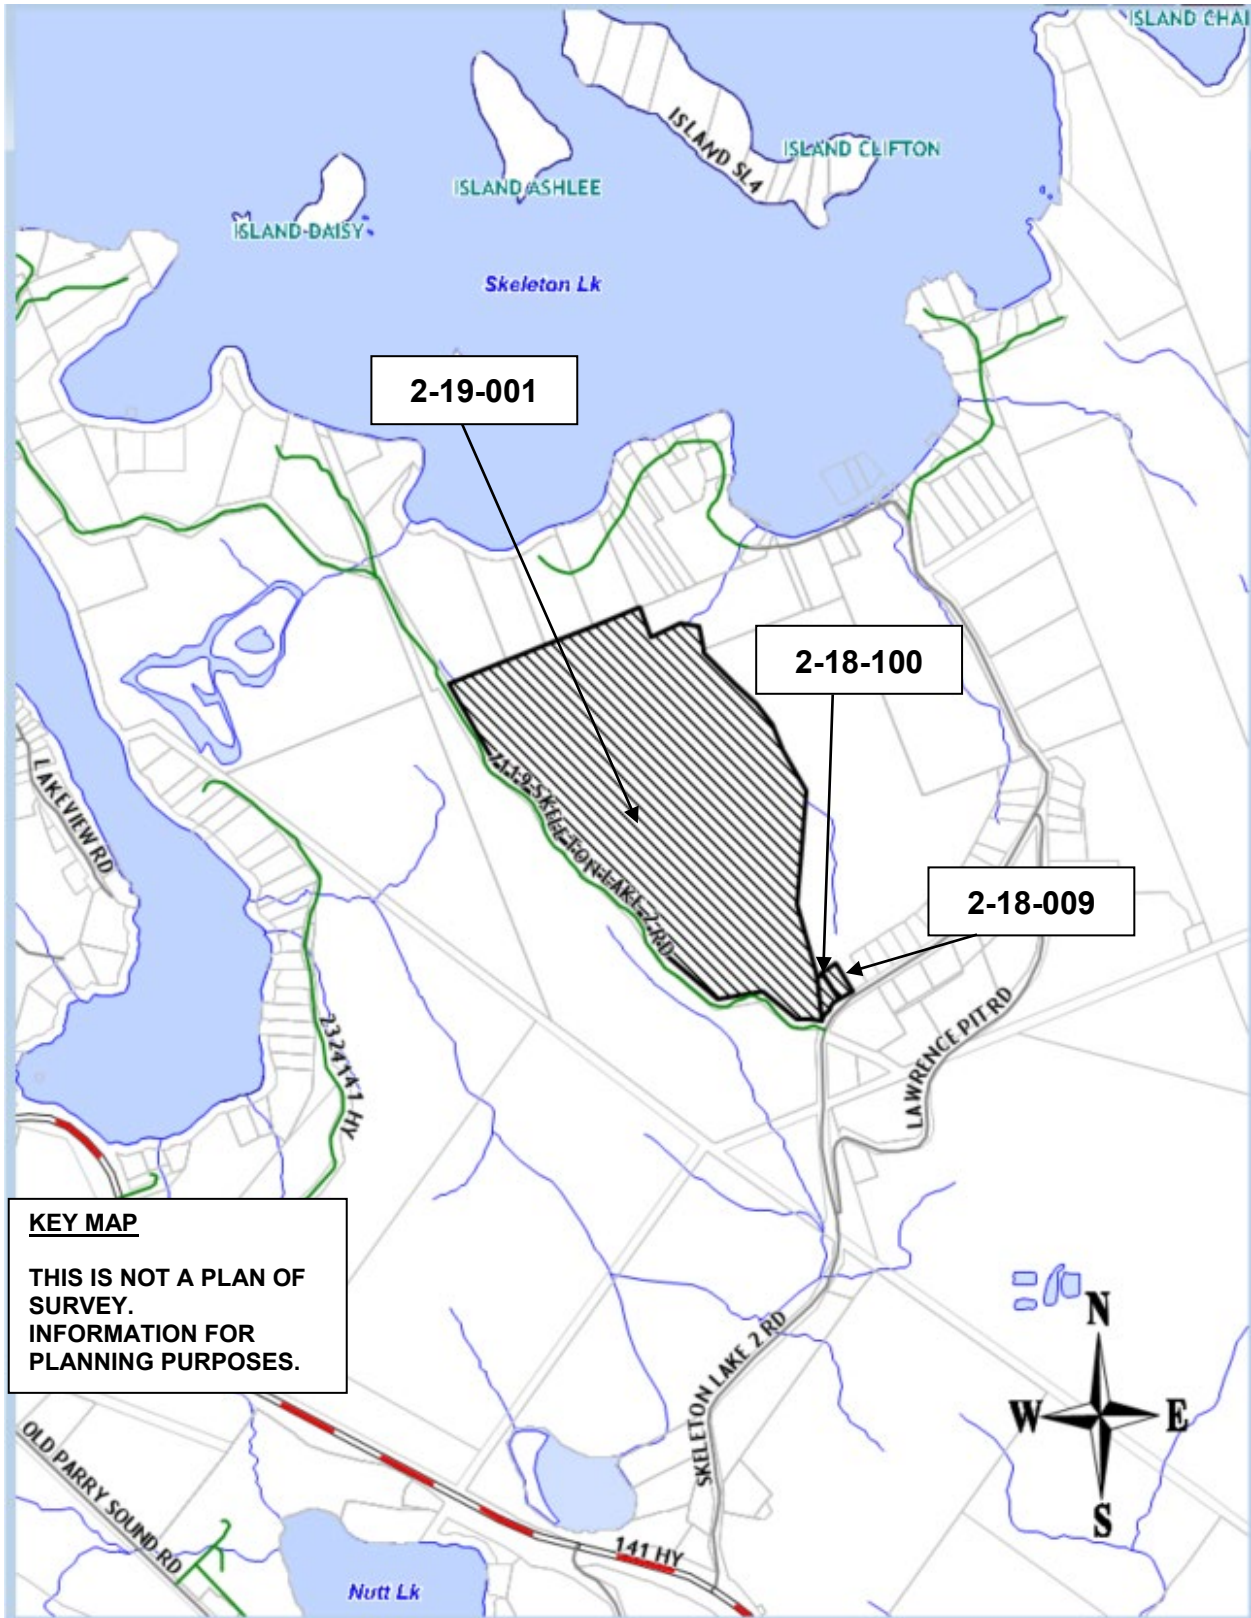 ISLAND CHAI
ISLAND SL4
ISLAND CLIFTON
ISLAND ASHLEE
ISLAND DAISY
Skeleton Lk
2-19-001
2-18-100
LAKEVIEW RD
SKELETON LAKE 2 RD
2-18-009
2324141 HY
LAWRENCE PIT RD
KEY MAP
THIS IS NOT A PLAN OF
SURVEY.
INFORMATION FOR
PLANNING PURPOSES.
N
W
E
S
SKELETON LAKE 2 RD
OLD PARRY SOUND RD
141 HY
Nutt Lk